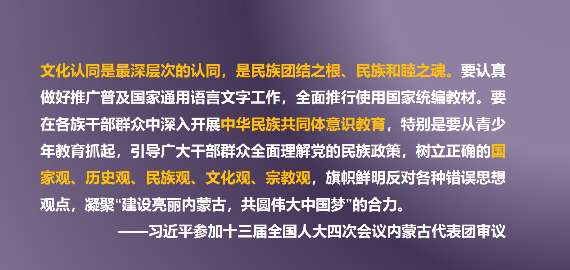 文化认同是最深层次的认同，是民族团结之根、民族和睦之魂。要认真
做好推广普及国家通用语言文字工作，全面推行使用国家统编教材。要
在各族干部群众中深入开展中华民族共同体意识教育，特别是要从青少
年教育抓起，引导广大干部群众全面理解党的民族政策，树立正确的国
家观、历史观、民族观、文化观、宗教观，旗帜鲜明反对各种错误思想
观点，凝聚“建设亮丽内蒙古，共圆伟大中国梦”的合力。
——习近平参加十三届全国人大四次会议内蒙古代表团审议